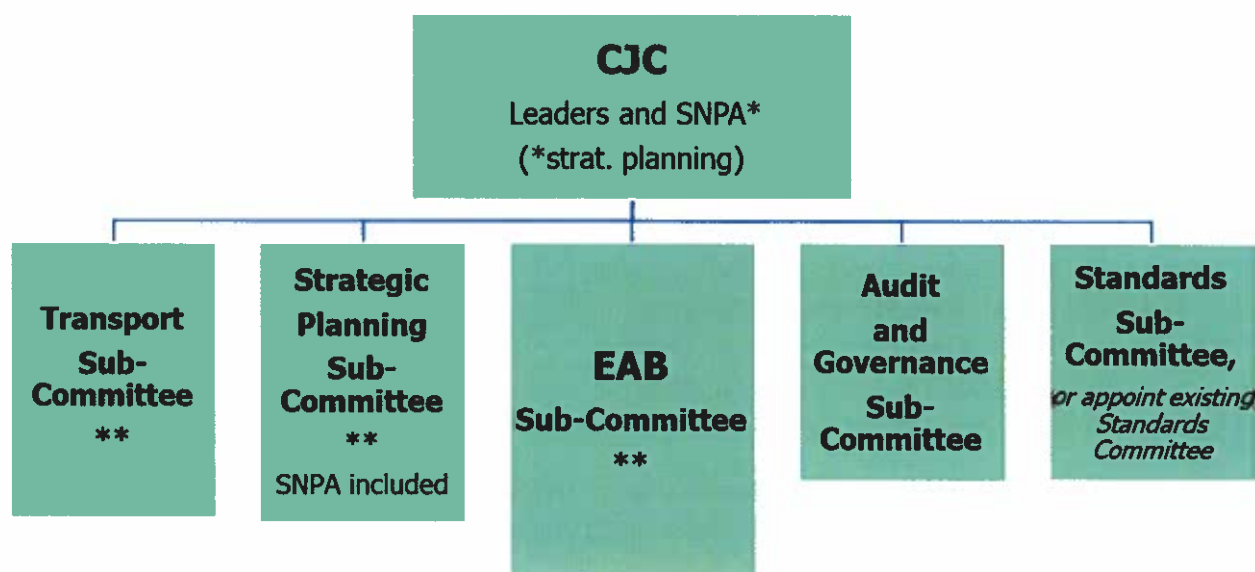 CJC
Leaders and SNPA*
(*strat. planning)
Transport
Sub-
Committee
**
Strategic
Planning
Sub-
Committee
**
SNPA included
EAB
Sub-Committee
**
Audit
and
Governance
Sub-
Committee
Standards
Sub-
Committee,
or appoint existing
Standards
Committee